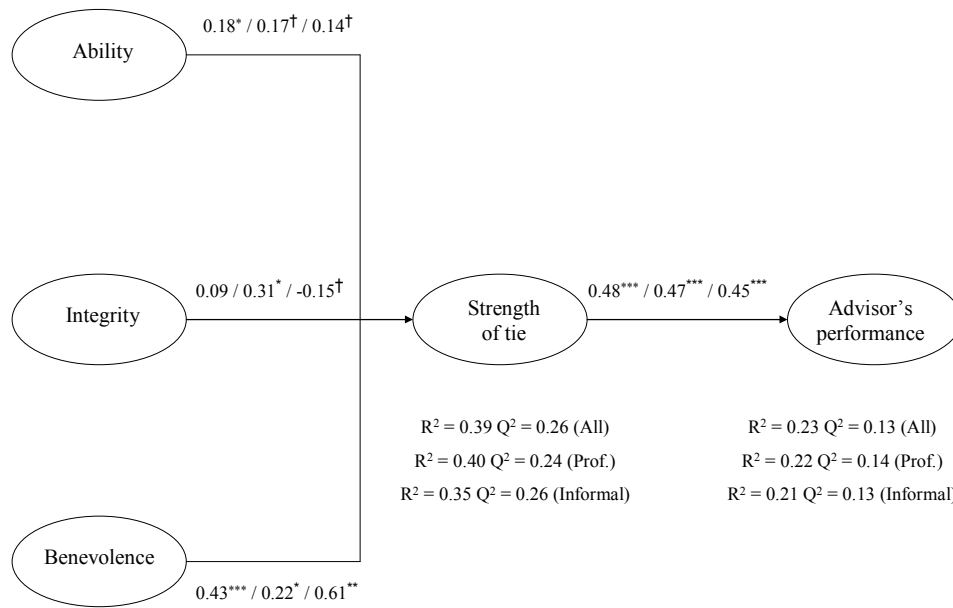 0.18* / 0.17† / 0.14†
Ability
0.09 / 0.31* / -0.15†
Integrity
Strength
of tie
0.48*** / 0.47*** / 0.45***
Advisor's
performance
R² = 0.39 Q² = 0.26 (All)
R² = 0.40 Q² = 0.24 (Prof.)
R² = 0.35 Q² = 0.26 (Informal)
R² = 0.23 Q² = 0.13 (All)
R² = 0.22 Q² = 0.14 (Prof.)
R² = 0.21 Q² = 0.13 (Informal)
Benevolence
0.43*** / 0.22* / 0.61**